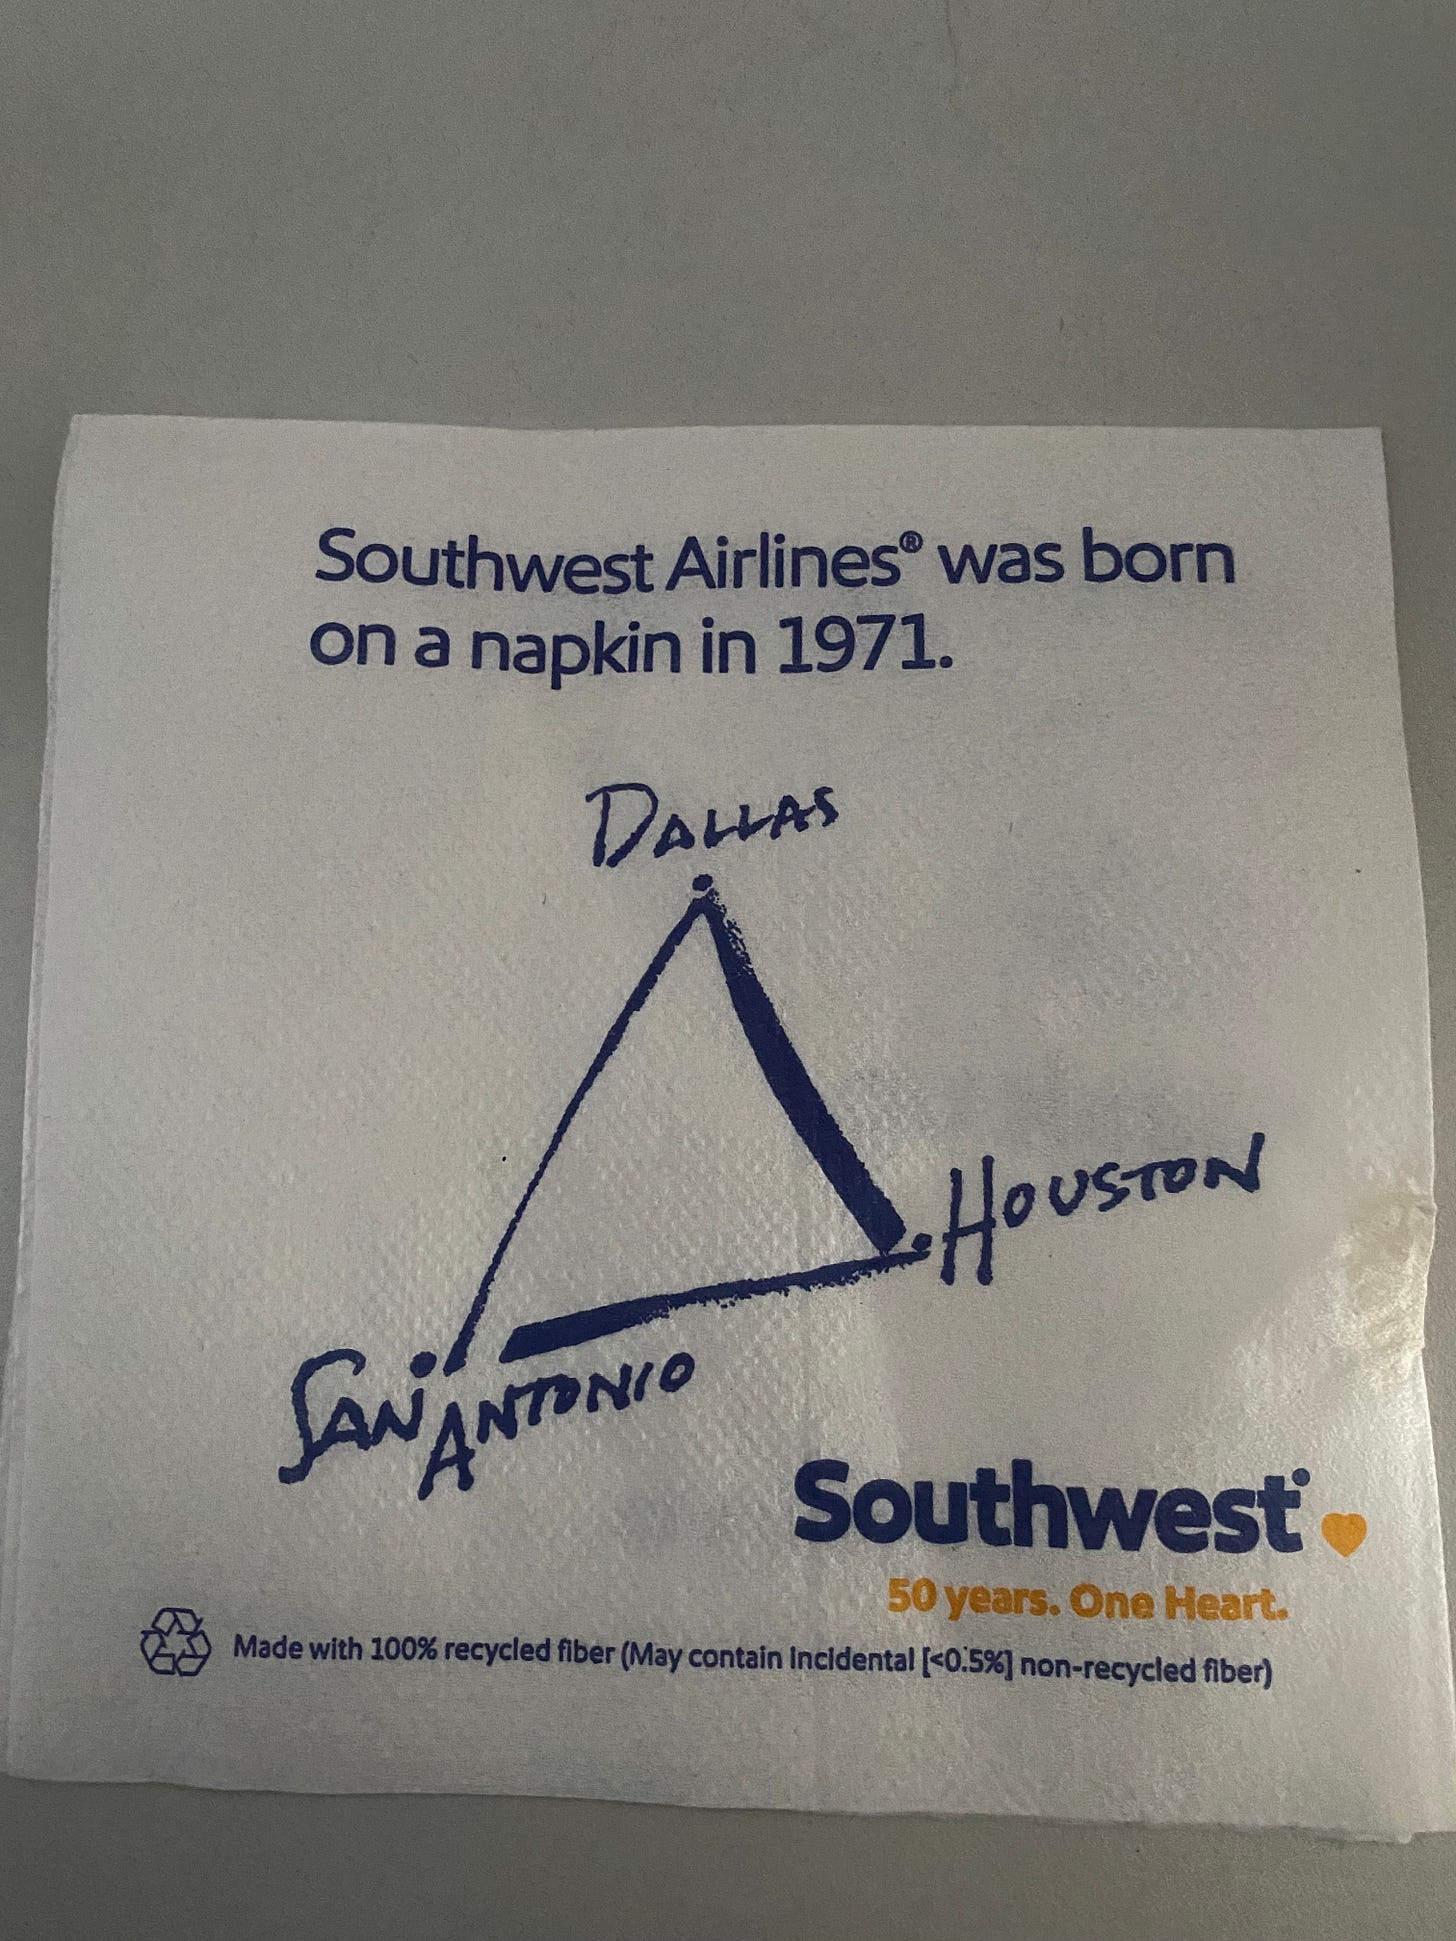 Southwest Airlines® was born
on a napkin in 1971.
DALLAS
HOUSTON
SAN ANTONIO
Southwest®
50 years. One Heart.
Made with 100% recycled fiber (May contain incidental [<0.5%] non-recycled fiber)